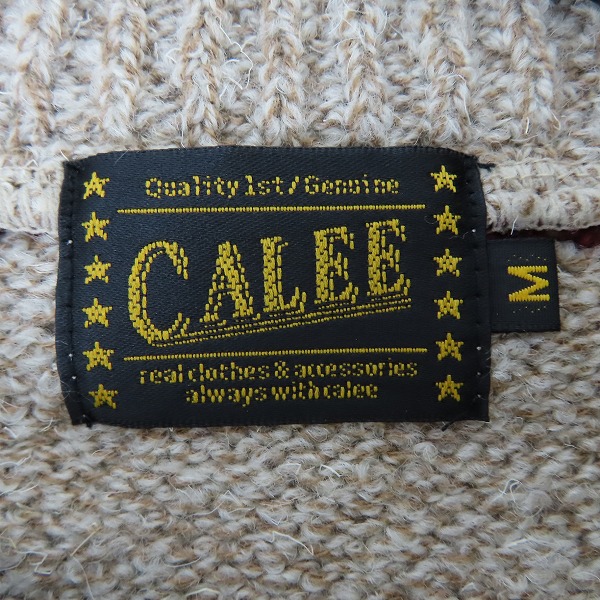 Quality 1st/Genuine
CALEE
real clothes & accessories
always with calee
M